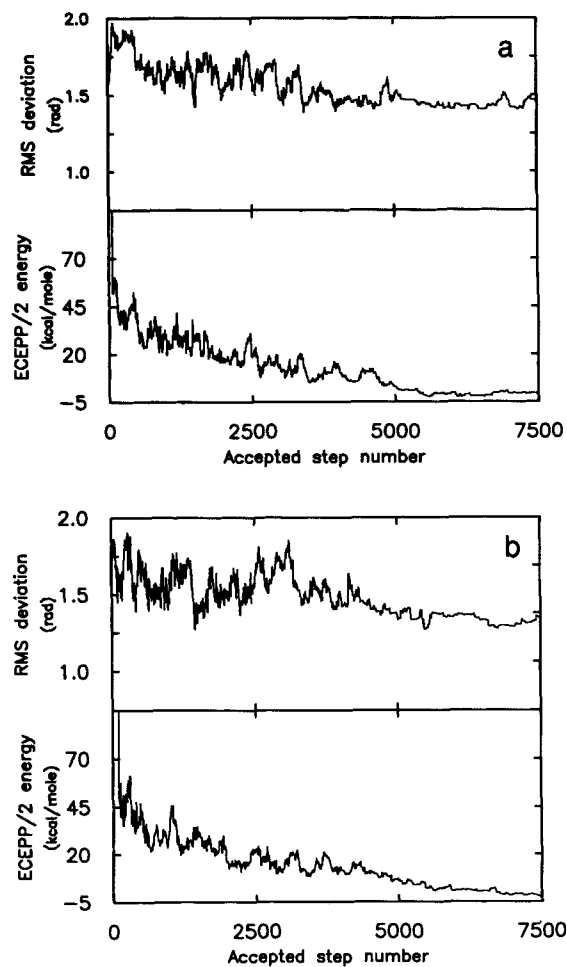 2.0
a
1.5
1.0
RMS deviation
(rad)
70
45
20
-5
ECEPP/2 energy
(kcal/mole)
0 2500 5000 7500
Accepted step number
2.0
b
1.5
1.0
RMS deviation
(rad)
70
45
20
-5
ECEPP/2 energy
(kcal/mole)
0 2500 5000 7500
Accepted step number